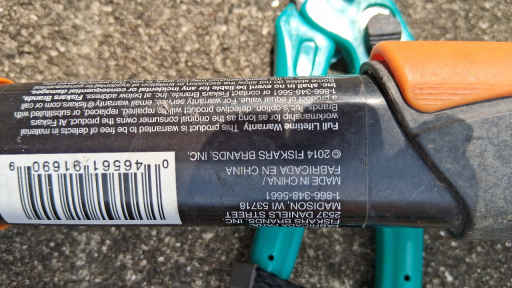 FISKARS BRANDS, INC.
2537 DANIELS STREET
MADISON, WI 53718
1-866-348-5661
MADE IN CHINA/
FABRICADA EN CHINA
© 2014 FISKARS BRANDS, INC.
0 46561 91690 9
Full Lifetime Warranty. This product is warranted to be free of defects in material
workmanship for as long as the original consumer owns the product. At Fiskars
Brands, Inc.'s option, defective product will be repaired, replaced, or substituted with
a product of equal value. For warranty service, email warranty@fiskars.com or call
1-866-348-5661 or contact Fiskars Brands, Inc. at below address. Fiskars Brands,
Inc. shall in no event be liable for any incidental or consequential damages.